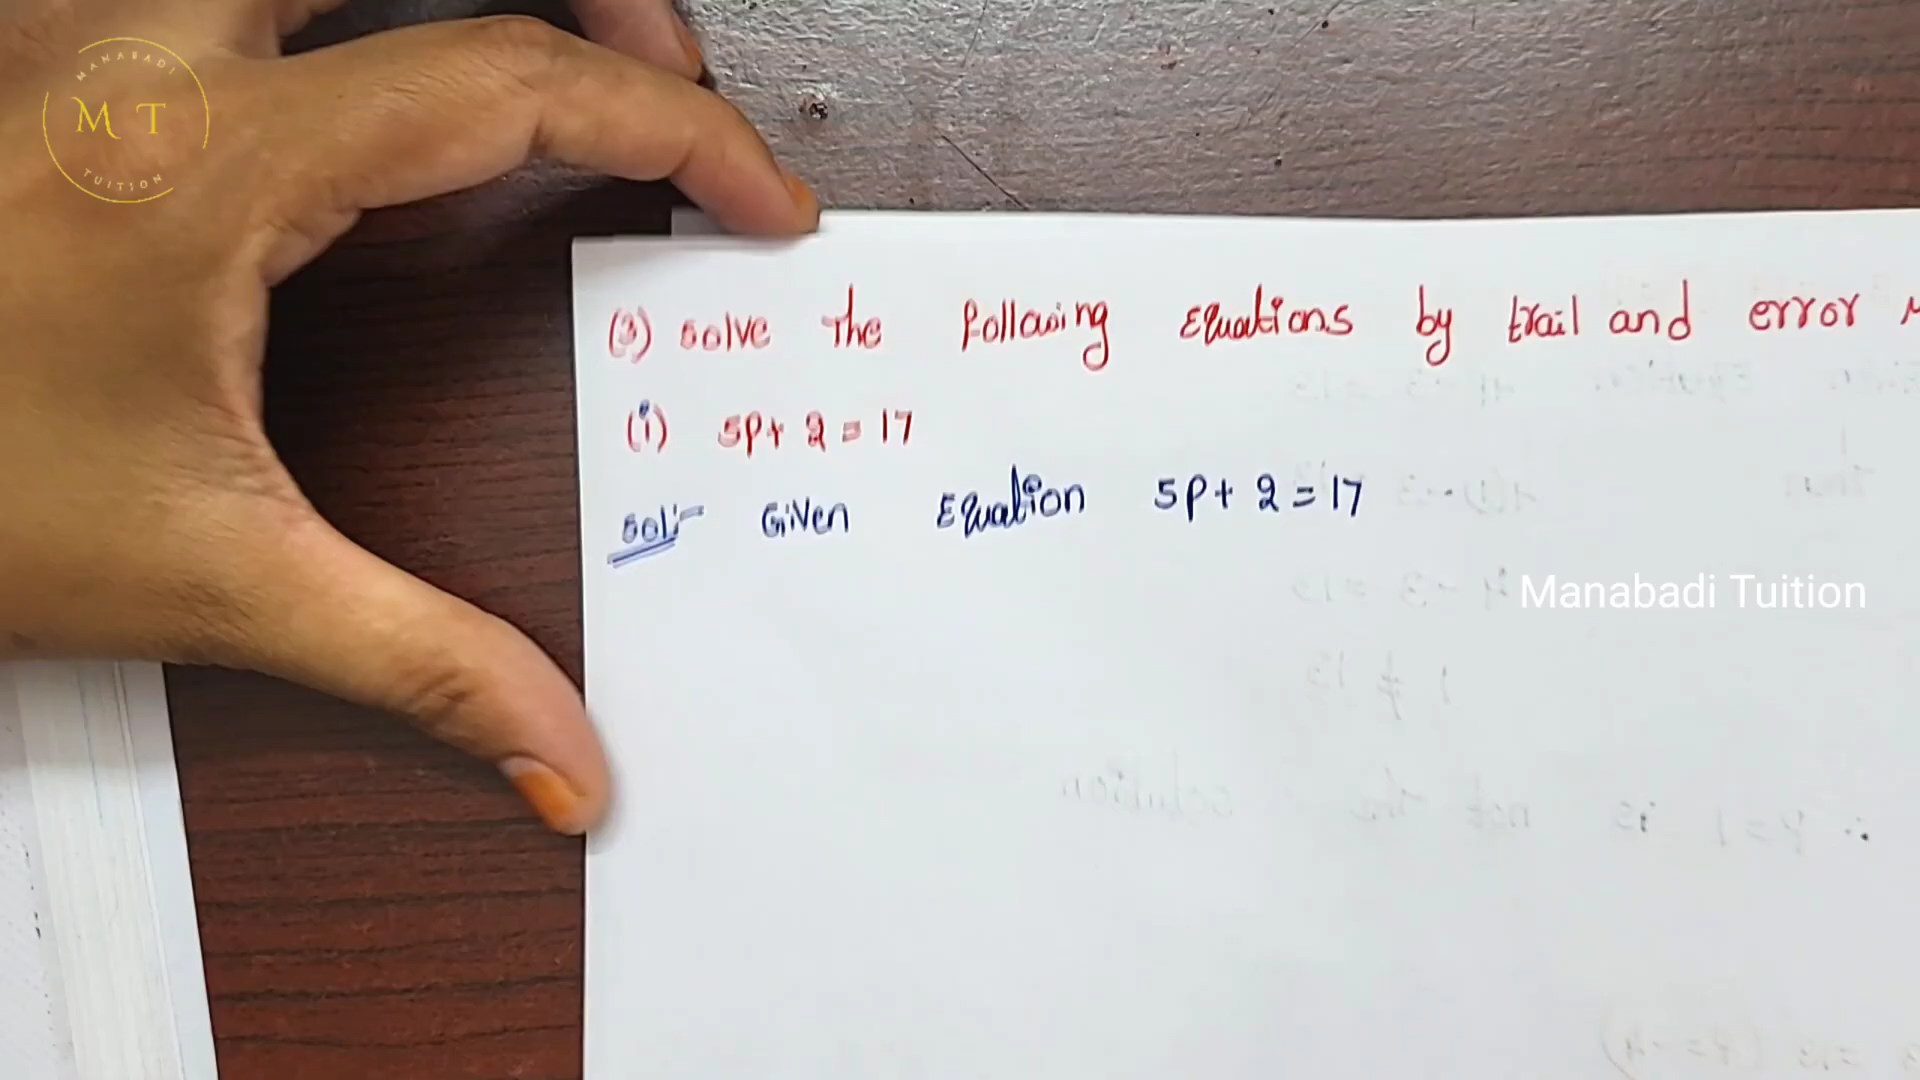 MANABADI
M T
TUITION
(3) solve the following Equations by trail and error
(i) 5p+ 2 = 17
sol:- Given Equation 5p+ 2 = 17
Manabadi Tuition